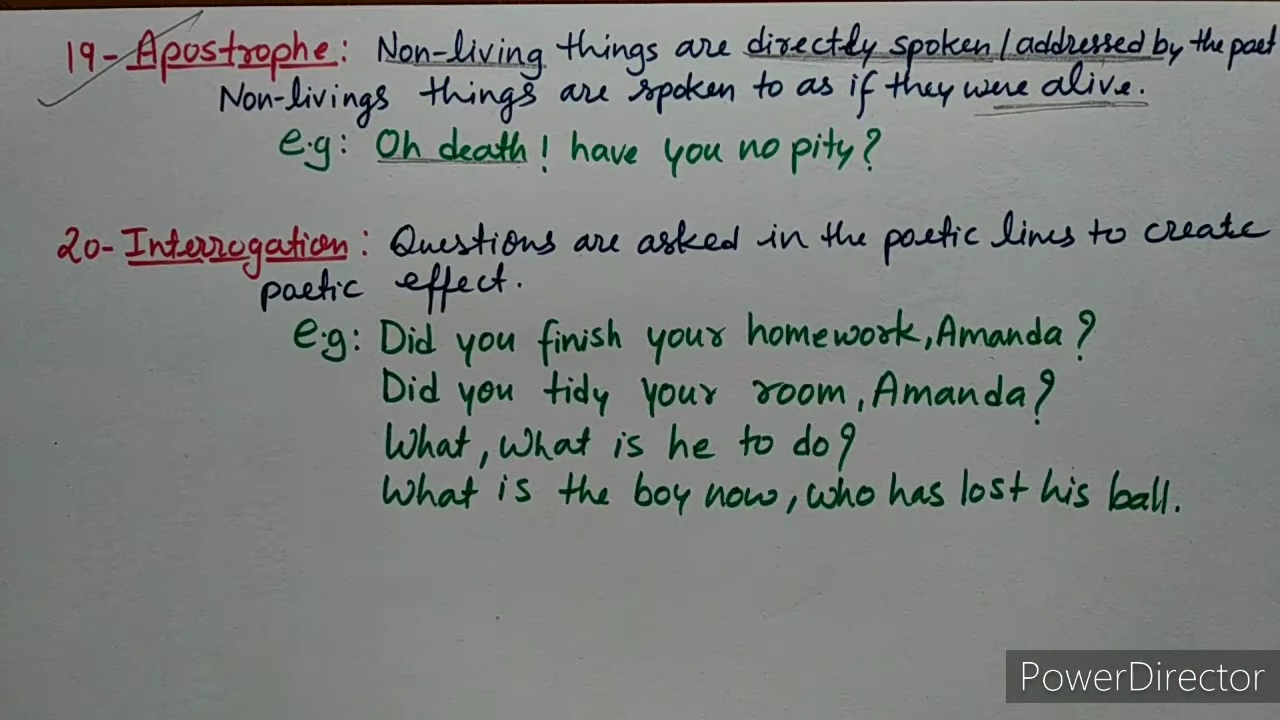 19- Apostrophe: Non-living things are directly spoken / addressed by the poet
Non-livings things are spoken to as if they were alive.
e.g: Oh death! have you no pity?
20- Interrogation: Questions are asked in the poetic lines to create
poetic effect.
e.g: Did you finish your homework, Amanda?
Did you tidy your room, Amanda?
What, what is he to do?
What is the boy now, who has lost his ball.
PowerDirector